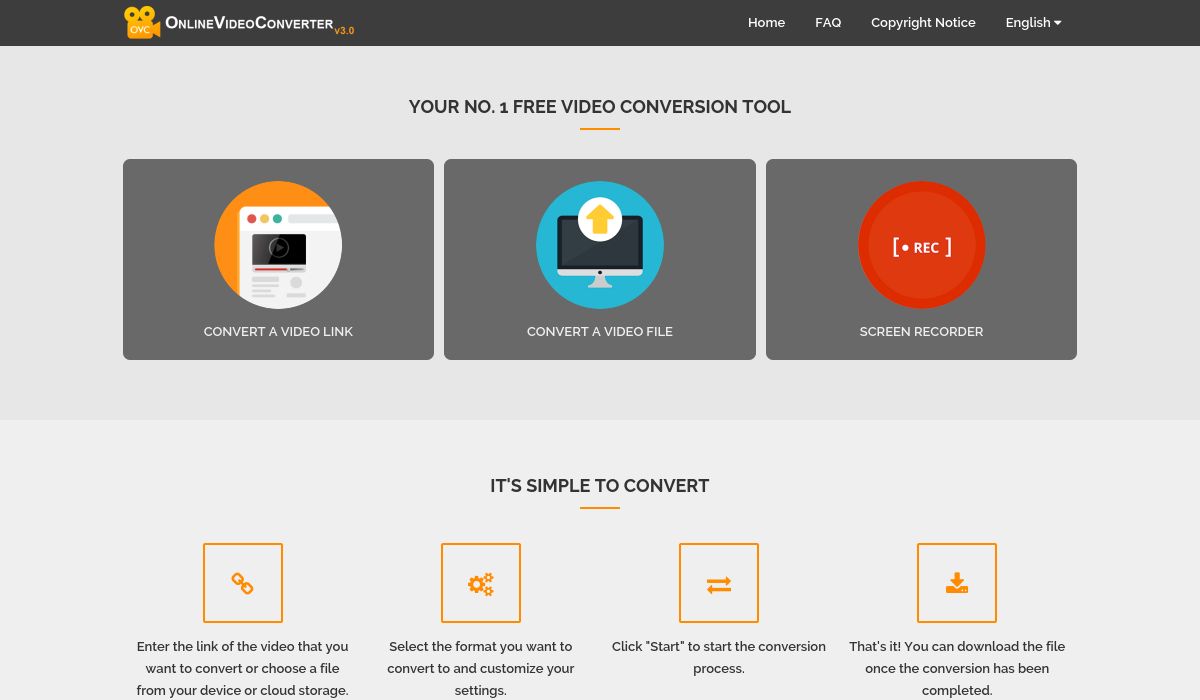 OVC OnlineVideoConverter v3.0
Home FAQ Copyright Notice English
YOUR NO. 1 FREE VIDEO CONVERSION TOOL
[• REC ]
CONVERT A VIDEO LINK
CONVERT A VIDEO FILE
SCREEN RECORDER
IT'S SIMPLE TO CONVERT
Enter the link of the video that you
want to convert or choose a file
from your device or cloud storage.
Select the format you want to
convert to and customize your
settings.
Click "Start" to start the conversion
process.
That's it! You can download the file
once the conversion has been
completed.